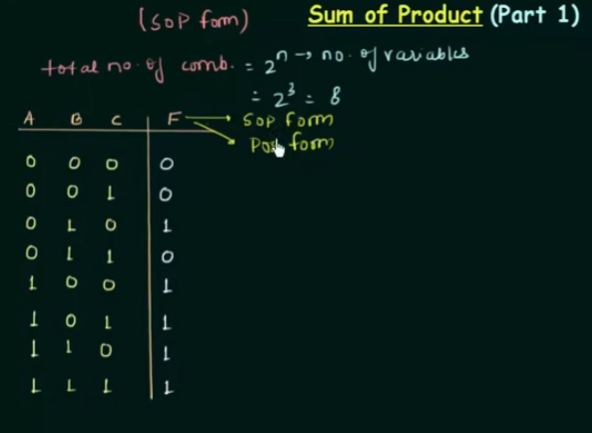 (SOP form) Sum of Product (Part 1)
total no. of comb. = 2^n → no. of variables
= 2^3 = 8
A B C F → SOP form
→ POS form
0 0 0 0
0 0 1 0
0 1 0 1
0 1 1 0
1 0 0 1
1 0 1 1
1 1 0 1
1 1 1 1